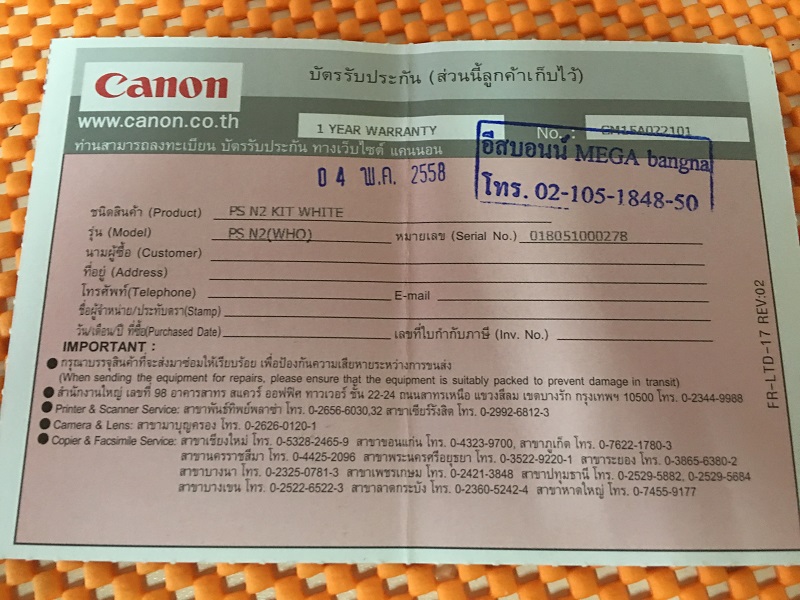 Canon
บัตรรับประกัน (ส่วนนี้ลูกค้าเก็บไว้)
www.canon.co.th
1 YEAR WARRANTY
No. : GM15A022101
ท่านสามารถลงทะเบียน บัตรรับประกัน ทางเว็บไซต์ แคนนอน
อีสบอนน์ MEGA bangna
โทร. 02-105-1848-50
04 พ.ค. 2558
ชนิดสินค้า (Product) PS N2 KIT WHITE
รุ่น (Model) PS N2(WHO) หมายเลข (Serial No.) 018051000278
นามผู้ซื้อ (Customer)
ที่อยู่ (Address)
โทรศัพท์(Telephone) E-mail
ชื่อผู้จำหน่าย/ประทับตรา(Stamp)
วัน/เดือน/ปี ที่ซื้อ(Purchased Date) เลขที่ใบกำกับภาษี (Inv. No.)
IMPORTANT :
● กรุณาบรรจุสินค้าที่จะส่งมาซ่อมให้เรียบร้อย เพื่อป้องกันความเสียหายระหว่างการขนส่ง
(When sending the equipment for repairs, please ensure that the equipment is suitably packed to prevent damage in transit)
● สำนักงานใหญ่ เลขที่ 98 อาคารสาทร สแควร์ ออฟฟิศ ทาวเวอร์ ชั้น 22-24 ถนนสาทรเหนือ แขวงสีลม เขตบางรัก กรุงเทพฯ 10500 โทร. 0-2344-9988
● Printer & Scanner Service: สาขาพันธ์ทิพย์พลาซ่า โทร. 0-2656-6030,32 สาขาเซียร์รังสิต โทร. 0-2992-6812-3
● Camera & Lens: สาขามาบุญครอง โทร. 0-2626-0120-1
● Copier & Facsimile Service: สาขาเชียงใหม่ โทร. 0-5328-2465-9 สาขาขอนแก่น โทร. 0-4323-9700, สาขาภูเก็ต โทร. 0-7622-1780-3
สาขานครราชสีมา โทร. 0-4425-2096 สาขาพระนครศรีอยุธยา โทร. 0-3522-9220-1 สาขาระยอง โทร. 0-3865-6380-2
สาขาบางนา โทร. 0-2325-0781-3 สาขาเพชรเกษม โทร. 0-2421-3848 สาขาปทุมธานี โทร. 0-2529-5882, 0-2529-5684
สาขาบางเขน โทร. 0-2522-6522-3 สาขาลาดกระบัง โทร. 0-2360-5242-4 สาขาหาดใหญ่ โทร. 0-7455-9177
FR-LTD-17 REV:02